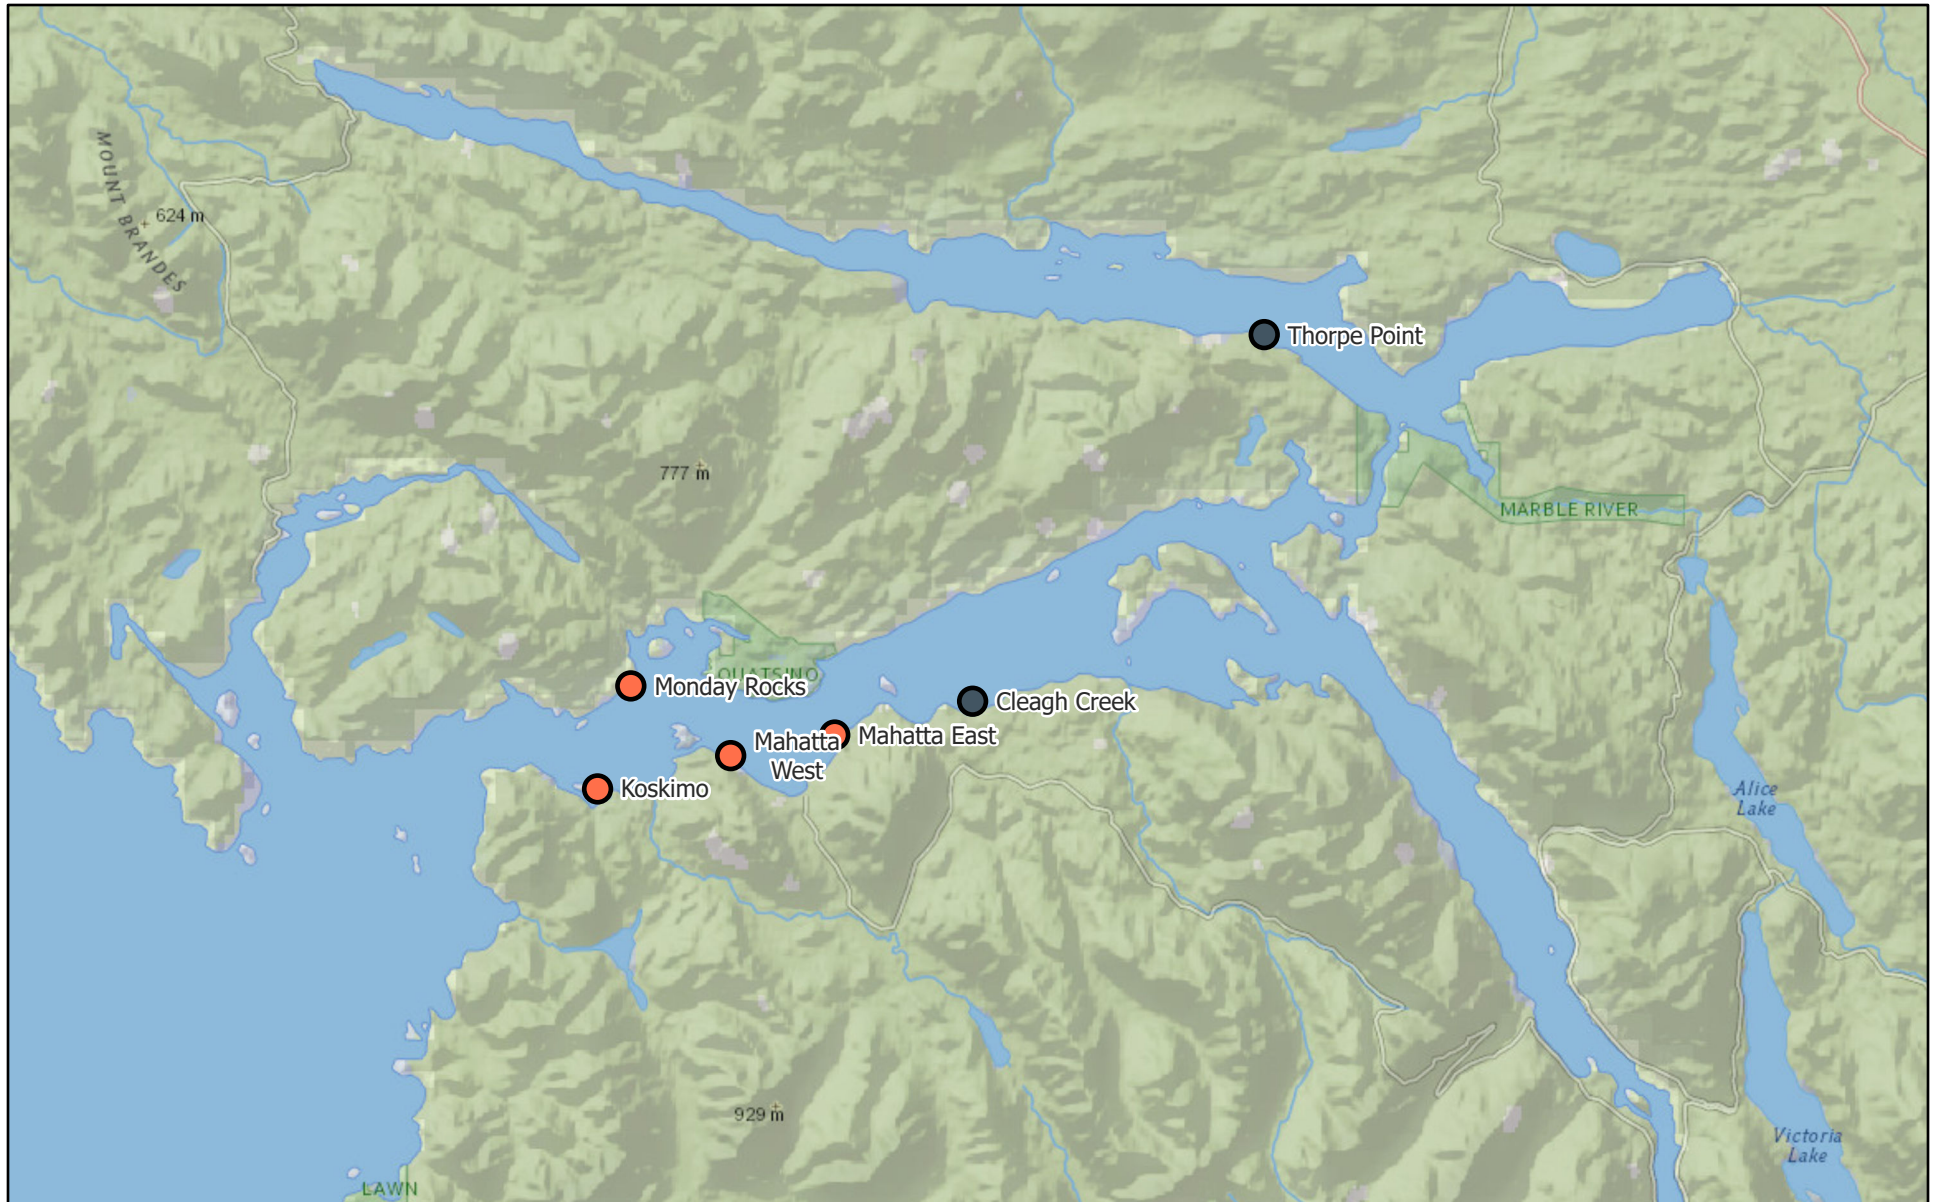 MOUNT BRANDES
624 m
Thorpe Point
777 m
MARBLE RIVER
QUATSINO
Monday Rocks
Cleagh Creek
Mahatta East
Mahatta
West
Koskimo
Alice
Lake
929 m
Victoria
Lake
LAWN